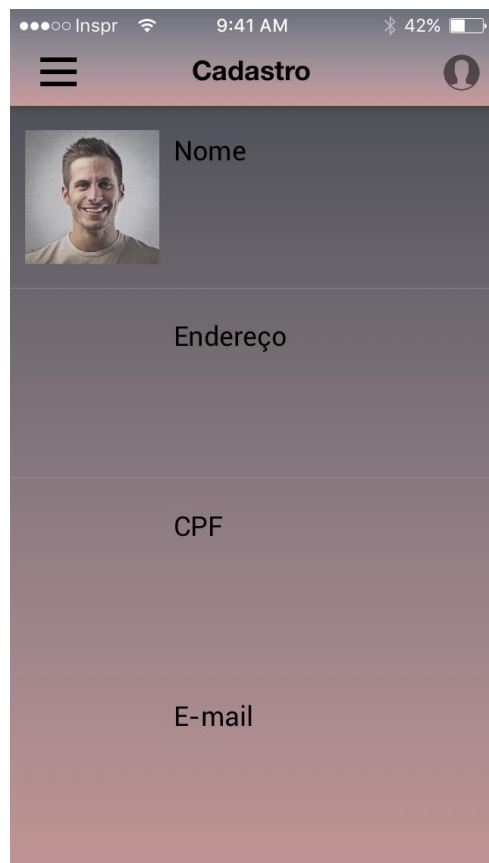 Inspr 9:41 AM 42%
Cadastro
Nome
Endereço
CPF
E-mail